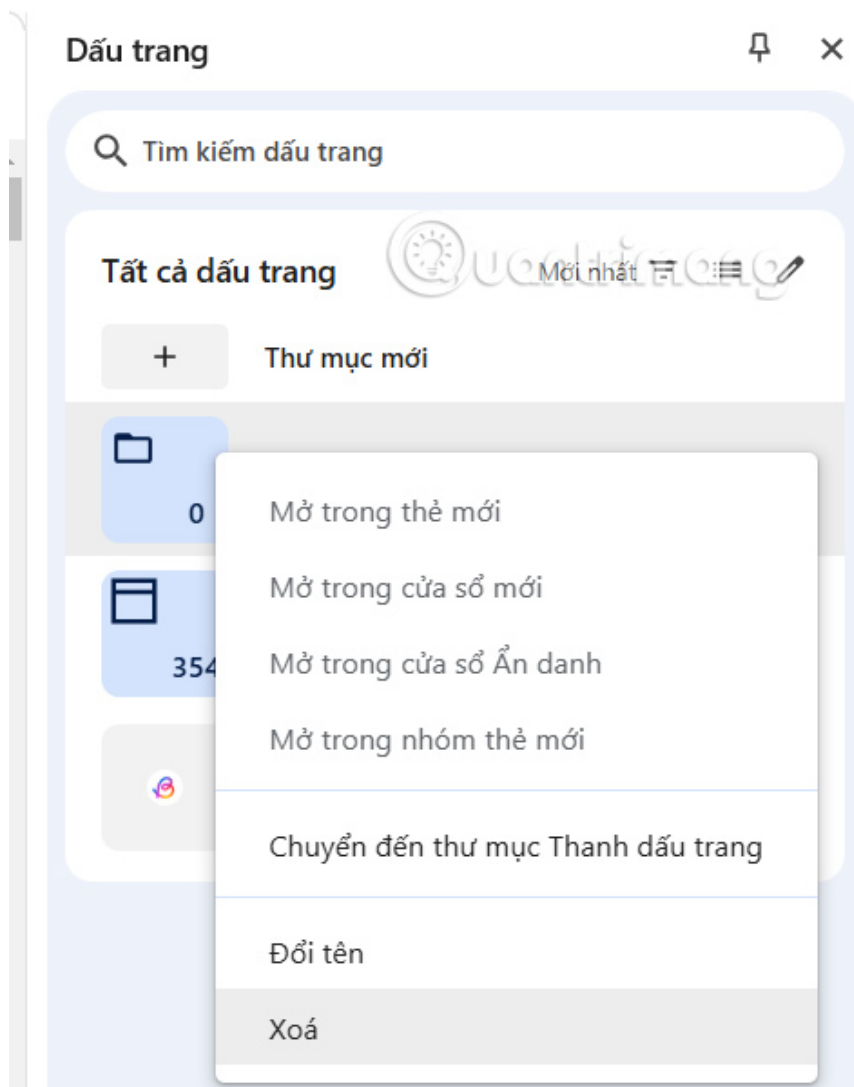 Dấu trang
Tìm kiếm dấu trang
Tất cả dấu trang
Mới nhất
Quantrimang
Thư mục mới
0
354
Mở trong thẻ mới
Mở trong cửa sổ mới
Mở trong cửa sổ Ẩn danh
Mở trong nhóm thẻ mới
Chuyển đến thư mục Thanh dấu trang
Đổi tên
Xoá